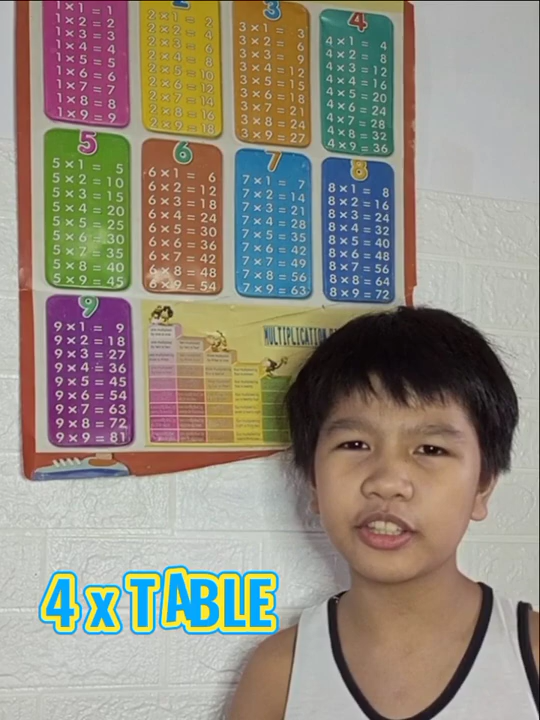 1 × 1 = 1
1 × 2 = 2
1 × 3 = 3
1 × 4 = 4
1 × 5 = 5
1 × 6 = 6
1 × 7 = 7
1 × 8 = 8
1 × 9 = 9
2
2 × 1 = 2
2 × 2 = 4
2 × 3 = 6
2 × 4 = 8
2 × 5 = 10
2 × 6 = 12
2 × 7 = 14
2 × 8 = 16
2 × 9 = 18
3
3 × 1 = 3
3 × 2 = 6
3 × 3 = 9
3 × 4 = 12
3 × 5 = 15
3 × 6 = 18
3 × 7 = 21
3 × 8 = 24
3 × 9 = 27
4
4 × 1 = 4
4 × 2 = 8
4 × 3 = 12
4 × 4 = 16
4 × 5 = 20
4 × 6 = 24
4 × 7 = 28
4 × 8 = 32
4 × 9 = 36
5
5 × 1 = 5
5 × 2 = 10
5 × 3 = 15
5 × 4 = 20
5 × 5 = 25
5 × 6 = 30
5 × 7 = 35
5 × 8 = 40
5 × 9 = 45
6
6 × 1 = 6
6 × 2 = 12
6 × 3 = 18
6 × 4 = 24
6 × 5 = 30
6 × 6 = 36
6 × 7 = 42
6 × 8 = 48
6 × 9 = 54
7
7 × 1 = 7
7 × 2 = 14
7 × 3 = 21
7 × 4 = 28
7 × 5 = 35
7 × 6 = 42
7 × 7 = 49
7 × 8 = 56
7 × 9 = 63
8
8 × 1 = 8
8 × 2 = 16
8 × 3 = 24
8 × 4 = 32
8 × 5 = 40
8 × 6 = 48
8 × 7 = 56
8 × 8 = 64
8 × 9 = 72
9
9 × 1 = 9
9 × 2 = 18
9 × 3 = 27
9 × 4 = 36
9 × 5 = 45
9 × 6 = 54
9 × 7 = 63
9 × 8 = 72
9 × 9 = 81
MULTIPLICATION
4 x TABLE